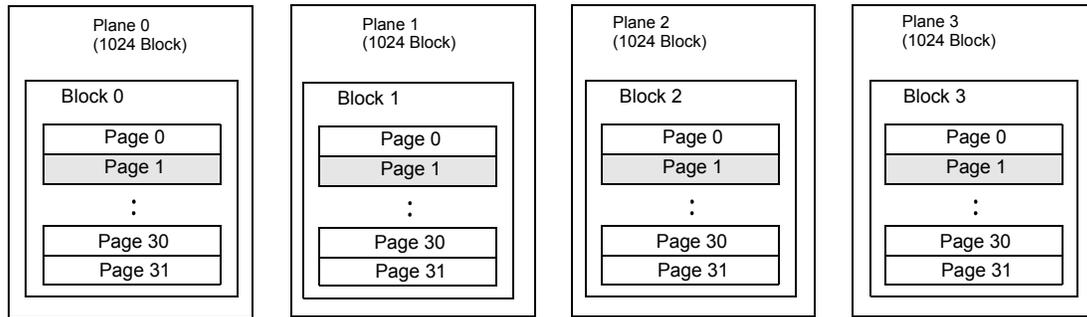 Plane 0
(1024 Block)
Block 0
Page 0
Page 1
:
Page 30
Page 31
Plane 1
(1024 Block)
Block 1
Page 0
Page 1
:
Page 30
Page 31
Plane 2
(1024 Block)
Block 2
Page 0
Page 1
:
Page 30
Page 31
Plane 3
(1024 Block)
Block 3
Page 0
Page 1
:
Page 30
Page 31